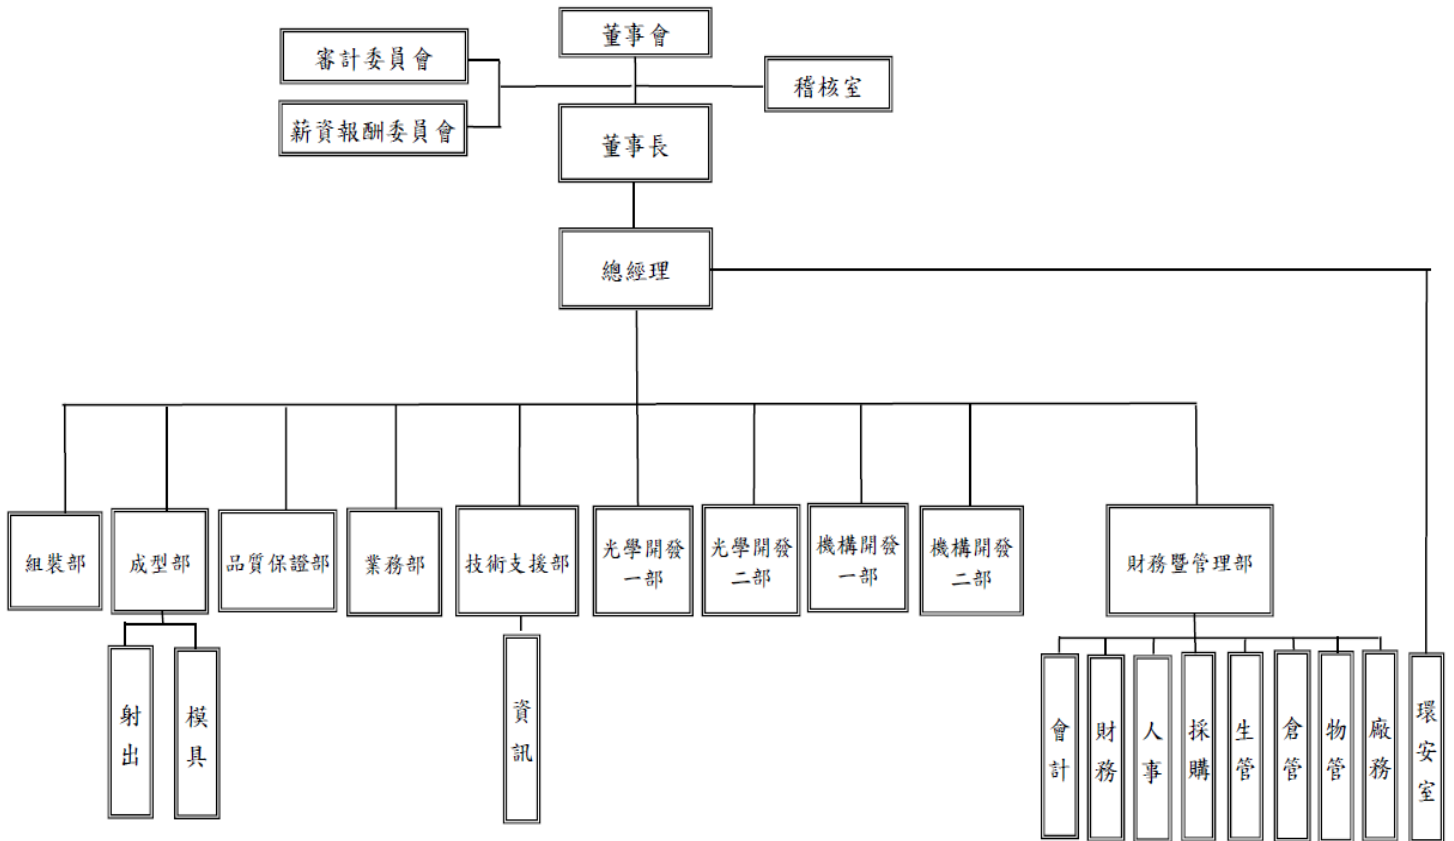 董事會
審計委員會
稽核室
薪資報酬委員會
董事長
總經理
組裝部
成型部
品質保證部
業務部
技術支援部
光學開發
一部
光學開發
二部
機構開發
一部
機構開發
二部
財務暨管理部
射出
模具
資訊
會計
財務
人事
採購
生管
倉管
物管
廠務
環安室